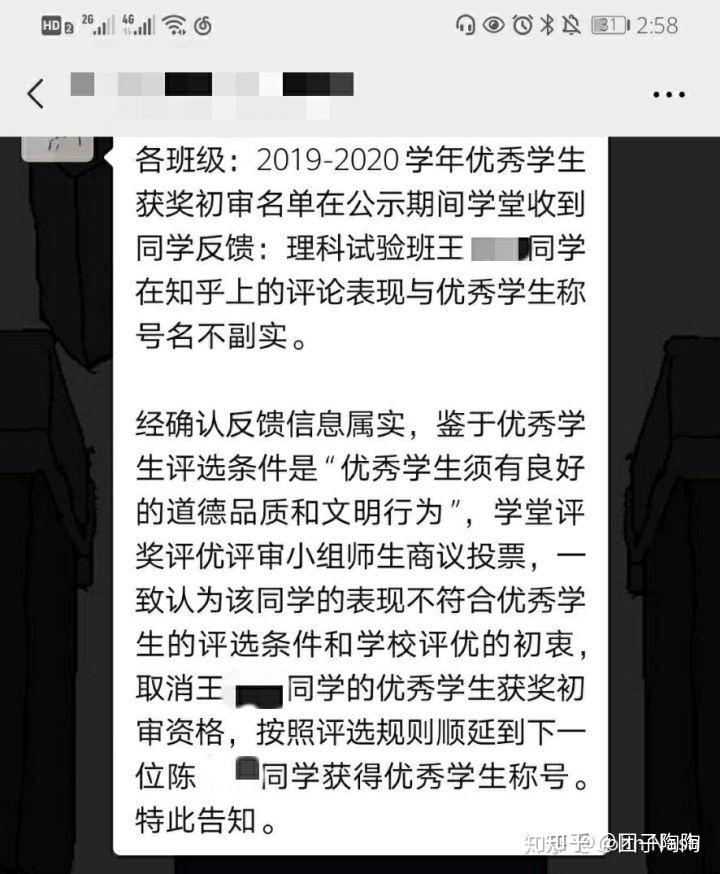 HD 2 2G 4G 31 2:58
各班级：2019-2020学年优秀学生
获奖初审名单在公示期间学堂收到
同学反馈：理科试验班王 同学
在知乎上的评论表现与优秀学生称
号名不副实。
经确认反馈信息属实，鉴于优秀学
生评选条件是“优秀学生须有良好
的道德品质和文明行为”，学堂评
奖评优评审小组师生商议投票，一
致认为该同学的表现不符合优秀学
生的评选条件和学校评优的初衷，
取消王 同学的优秀学生获奖初
审资格，按照评选规则顺延到下一
位陈 同学获得优秀学生称号。
特此告知。
知乎 @团子陶陶